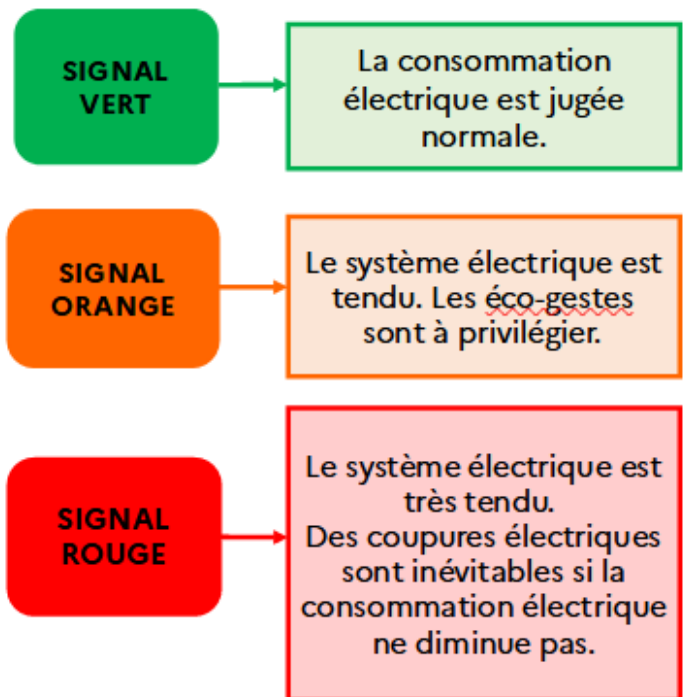 SIGNAL
VERT
La consommation
électrique est jugée
normale.
SIGNAL
ORANGE
Le système électrique est
tendu. Les éco-gestes
sont à privilégier.
SIGNAL
ROUGE
Le système électrique est
très tendu.
Des coupures électriques
sont inévitables si la
consommation électrique
ne diminue pas.